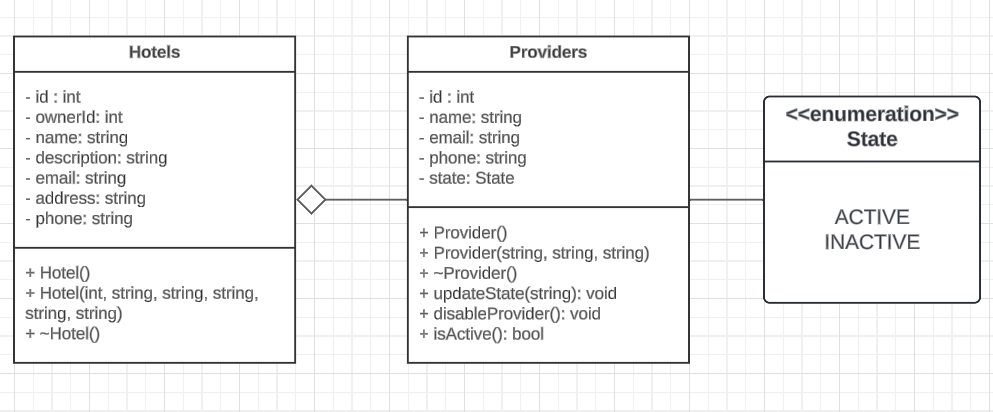 Hotels
- id : int
- ownerId: int
- name: string
- description: string
- email: string
- address: string
- phone: string
+ Hotel()
+ Hotel(int, string, string, string,
string, string)
+ ~Hotel()
Providers
- id : int
- name: string
- email: string
- phone: string
- state: State
+ Provider()
+ Provider(string, string, string)
+ ~Provider()
+ updateState(string): void
+ disableProvider(): void
+ isActive(): bool
<<enumeration>>
State
ACTIVE
INACTIVE